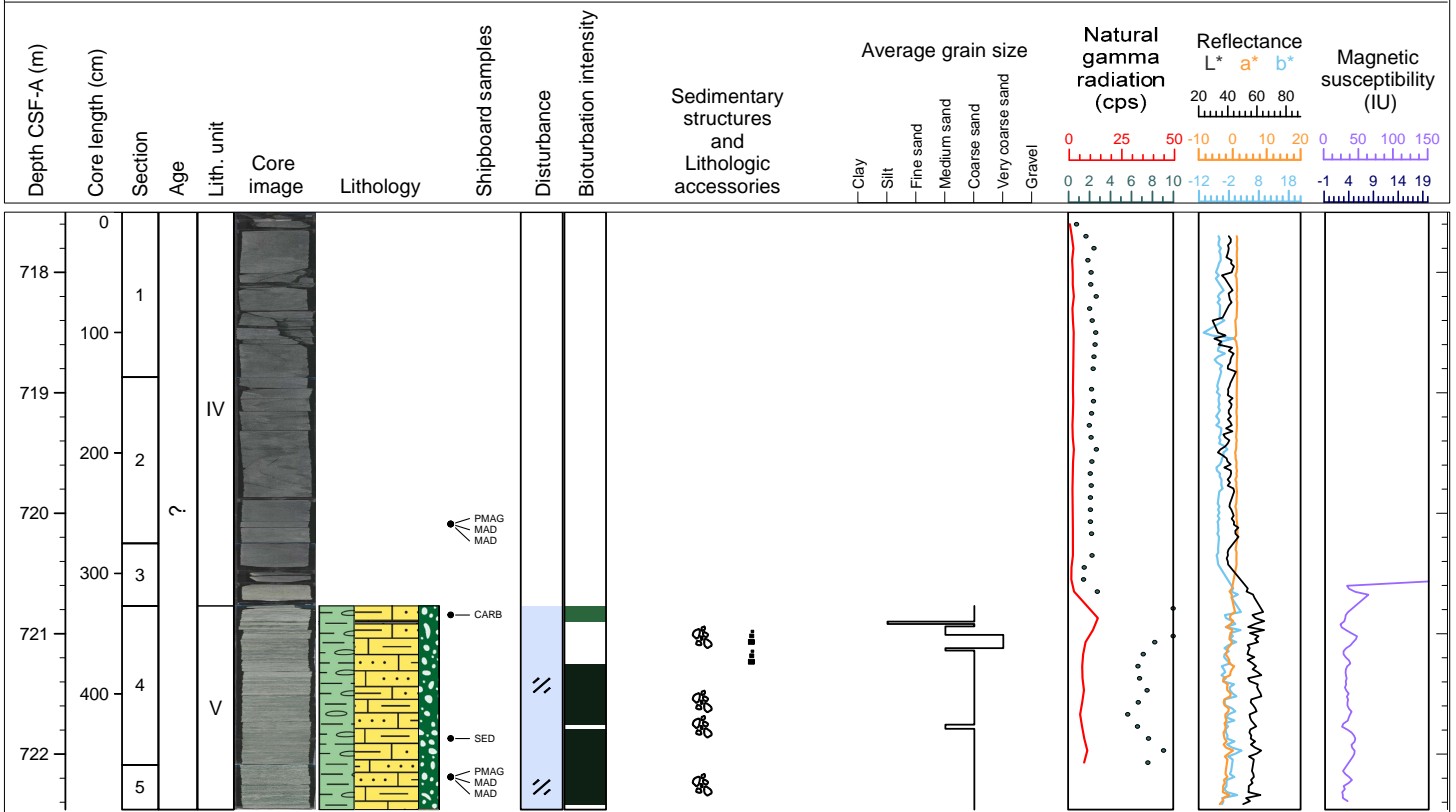 Depth CSF-A (m)
Core length (cm)
Section
Age
Lith. unit
Core
image
Lithology
Shipboard samples
Disturbance
Bioturbation intensity
Sedimentary
structures
and
Lithologic
accessories
Average grain size
Clay
Silt
Fine sand
Medium sand
Coarse sand
Very coarse sand
Gravel
Natural
gamma
radiation
(cps)
0 25 50
0 2 4 6 8 10
Reflectance
L* a* b*
20 40 60 80
-10 0 10 20
-12 -2 8 18
Magnetic
susceptibility
(IU)
0 50 100 150
-1 4 9 14 19
0
718
1
100
719
IV
200
2
?
720
PMAG
MAD
MAD
300
3
CARB
721
400
4
V
SED
722
PMAG
MAD
MAD
5